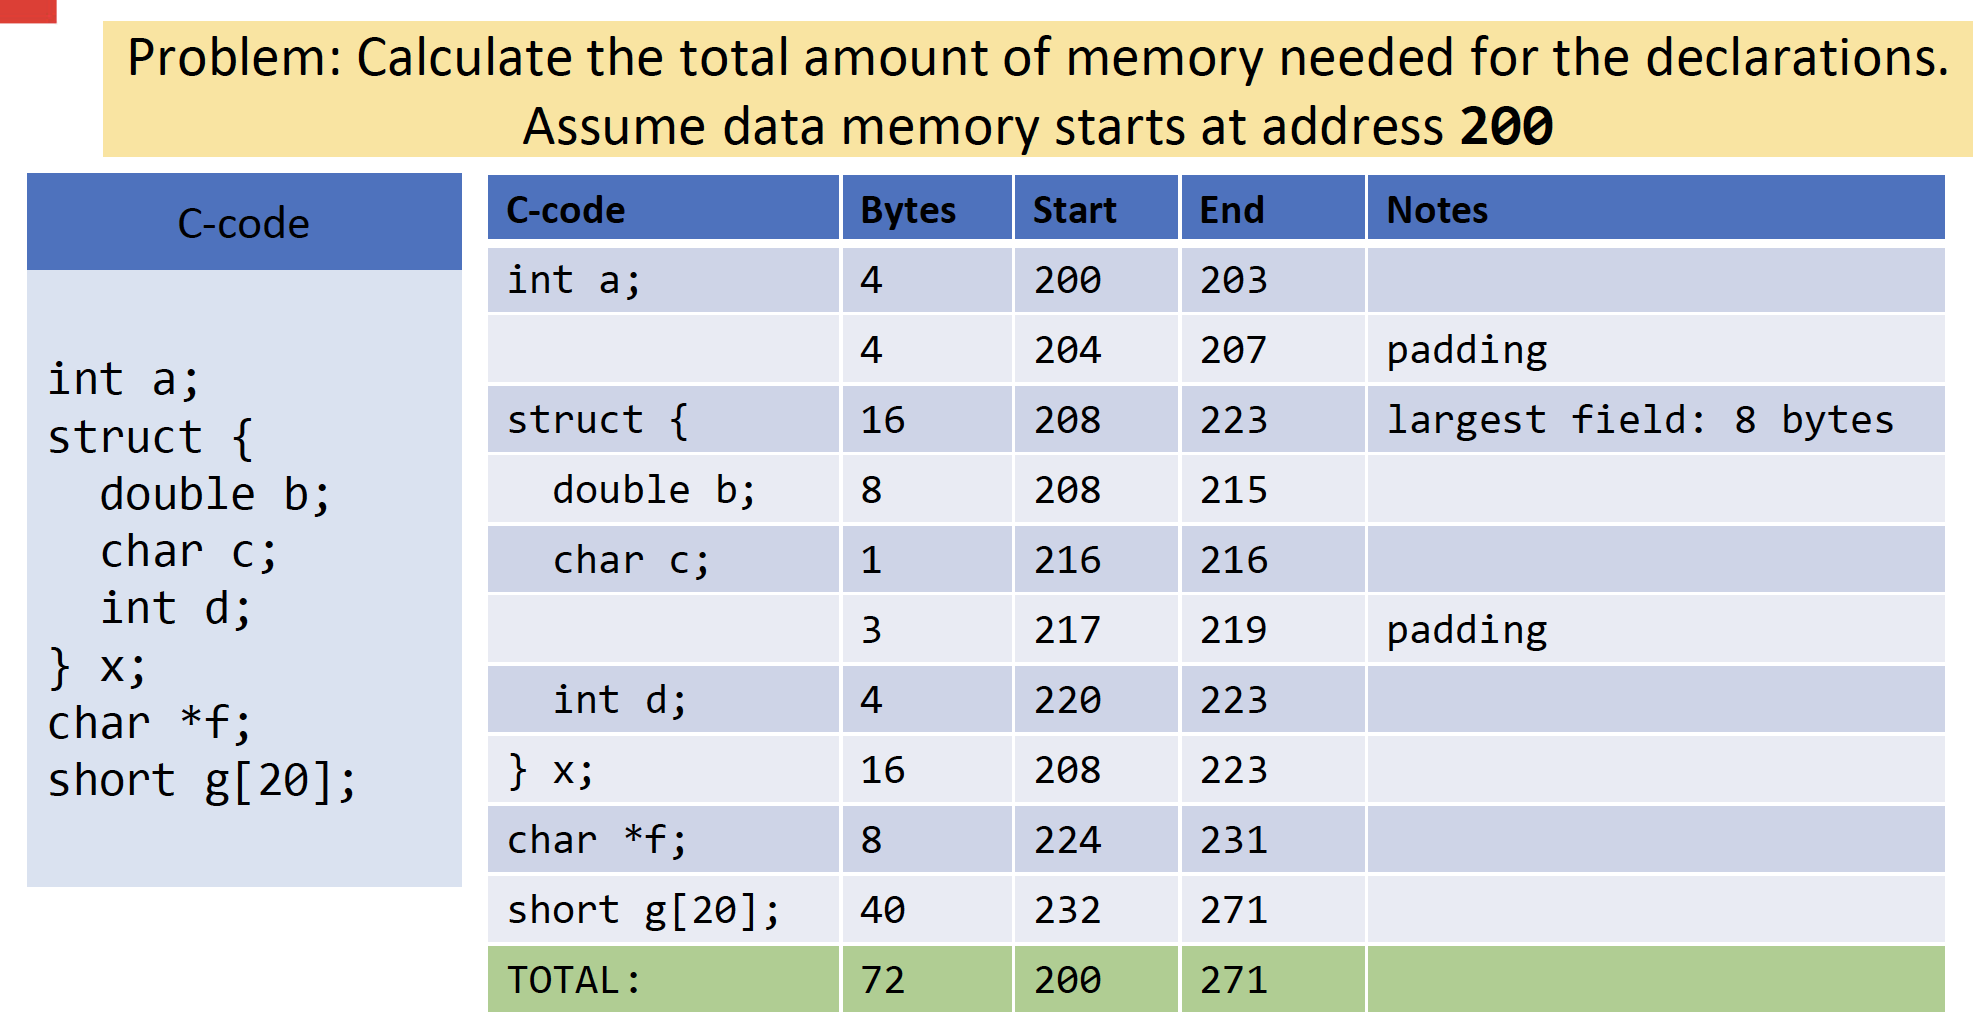 Problem: Calculate the total amount of memory needed for the declarations.
Assume data memory starts at address 200
C-code
int a;
struct {
  double b;
  char c;
  int d;
} x;
char *f;
short g[20];
C-code Bytes Start End Notes
int a; 4 200 203
4 204 207 padding
struct { 16 208 223 largest field: 8 bytes
  double b; 8 208 215
  char c; 1 216 216
3 217 219 padding
  int d; 4 220 223
} x; 16 208 223
char *f; 8 224 231
short g[20]; 40 232 271
TOTAL: 72 200 271